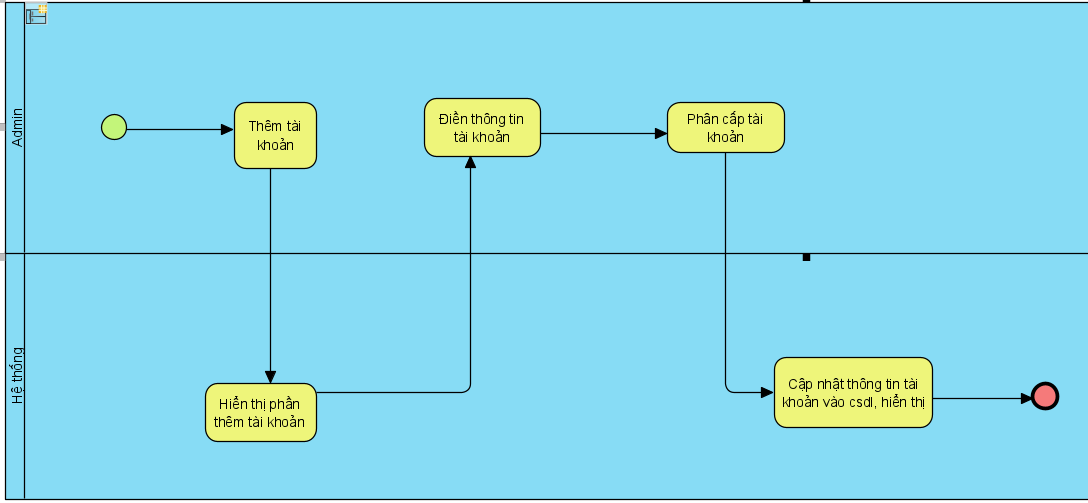 Admin
Thêm tài
khoản
Điền thông tin
tài khoản
Phân cấp tài
khoản
Hệ thống
Hiển thị phần
thêm tài khoản
Cập nhật thông tin tài
khoản vào csdl, hiển thị